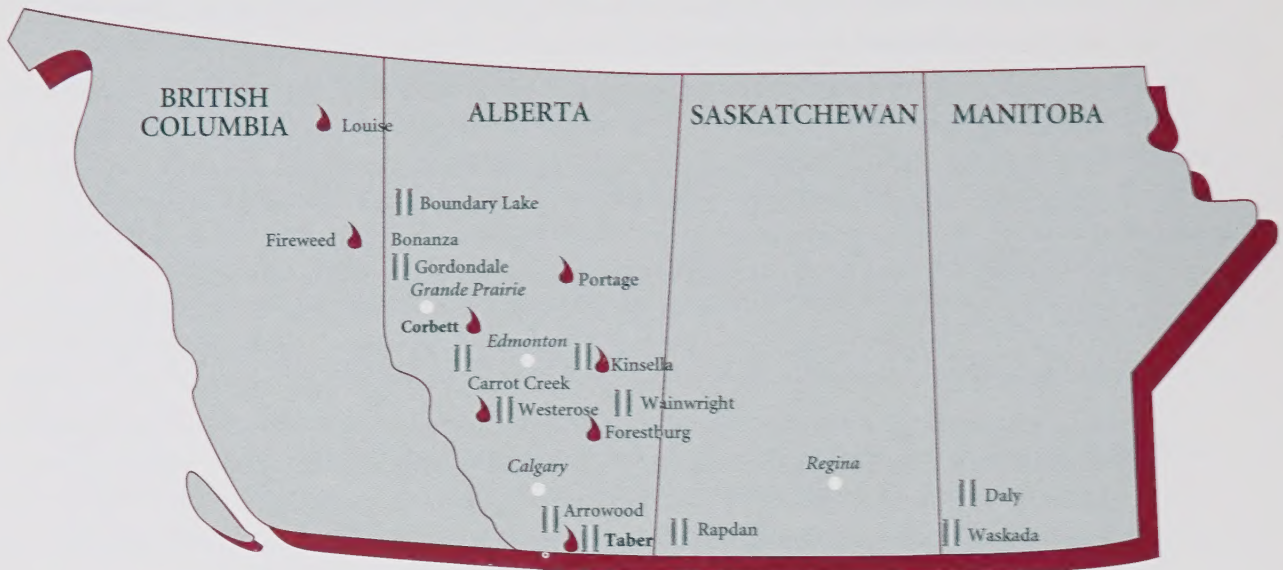 BRITISH
COLUMBIA
ALBERTA
SASKATCHEWAN
MANITOBA
Louise
Boundary Lake
Fireweed
Bonanza
Gordondale
Portage
Grande Prairie
Corbett
Edmonton
Kinsella
Carrot Creek
Westerose
Wainwright
Forestburg
Calgary
Regina
Arrowood
Daly
Taber
Rapdan
Waskada